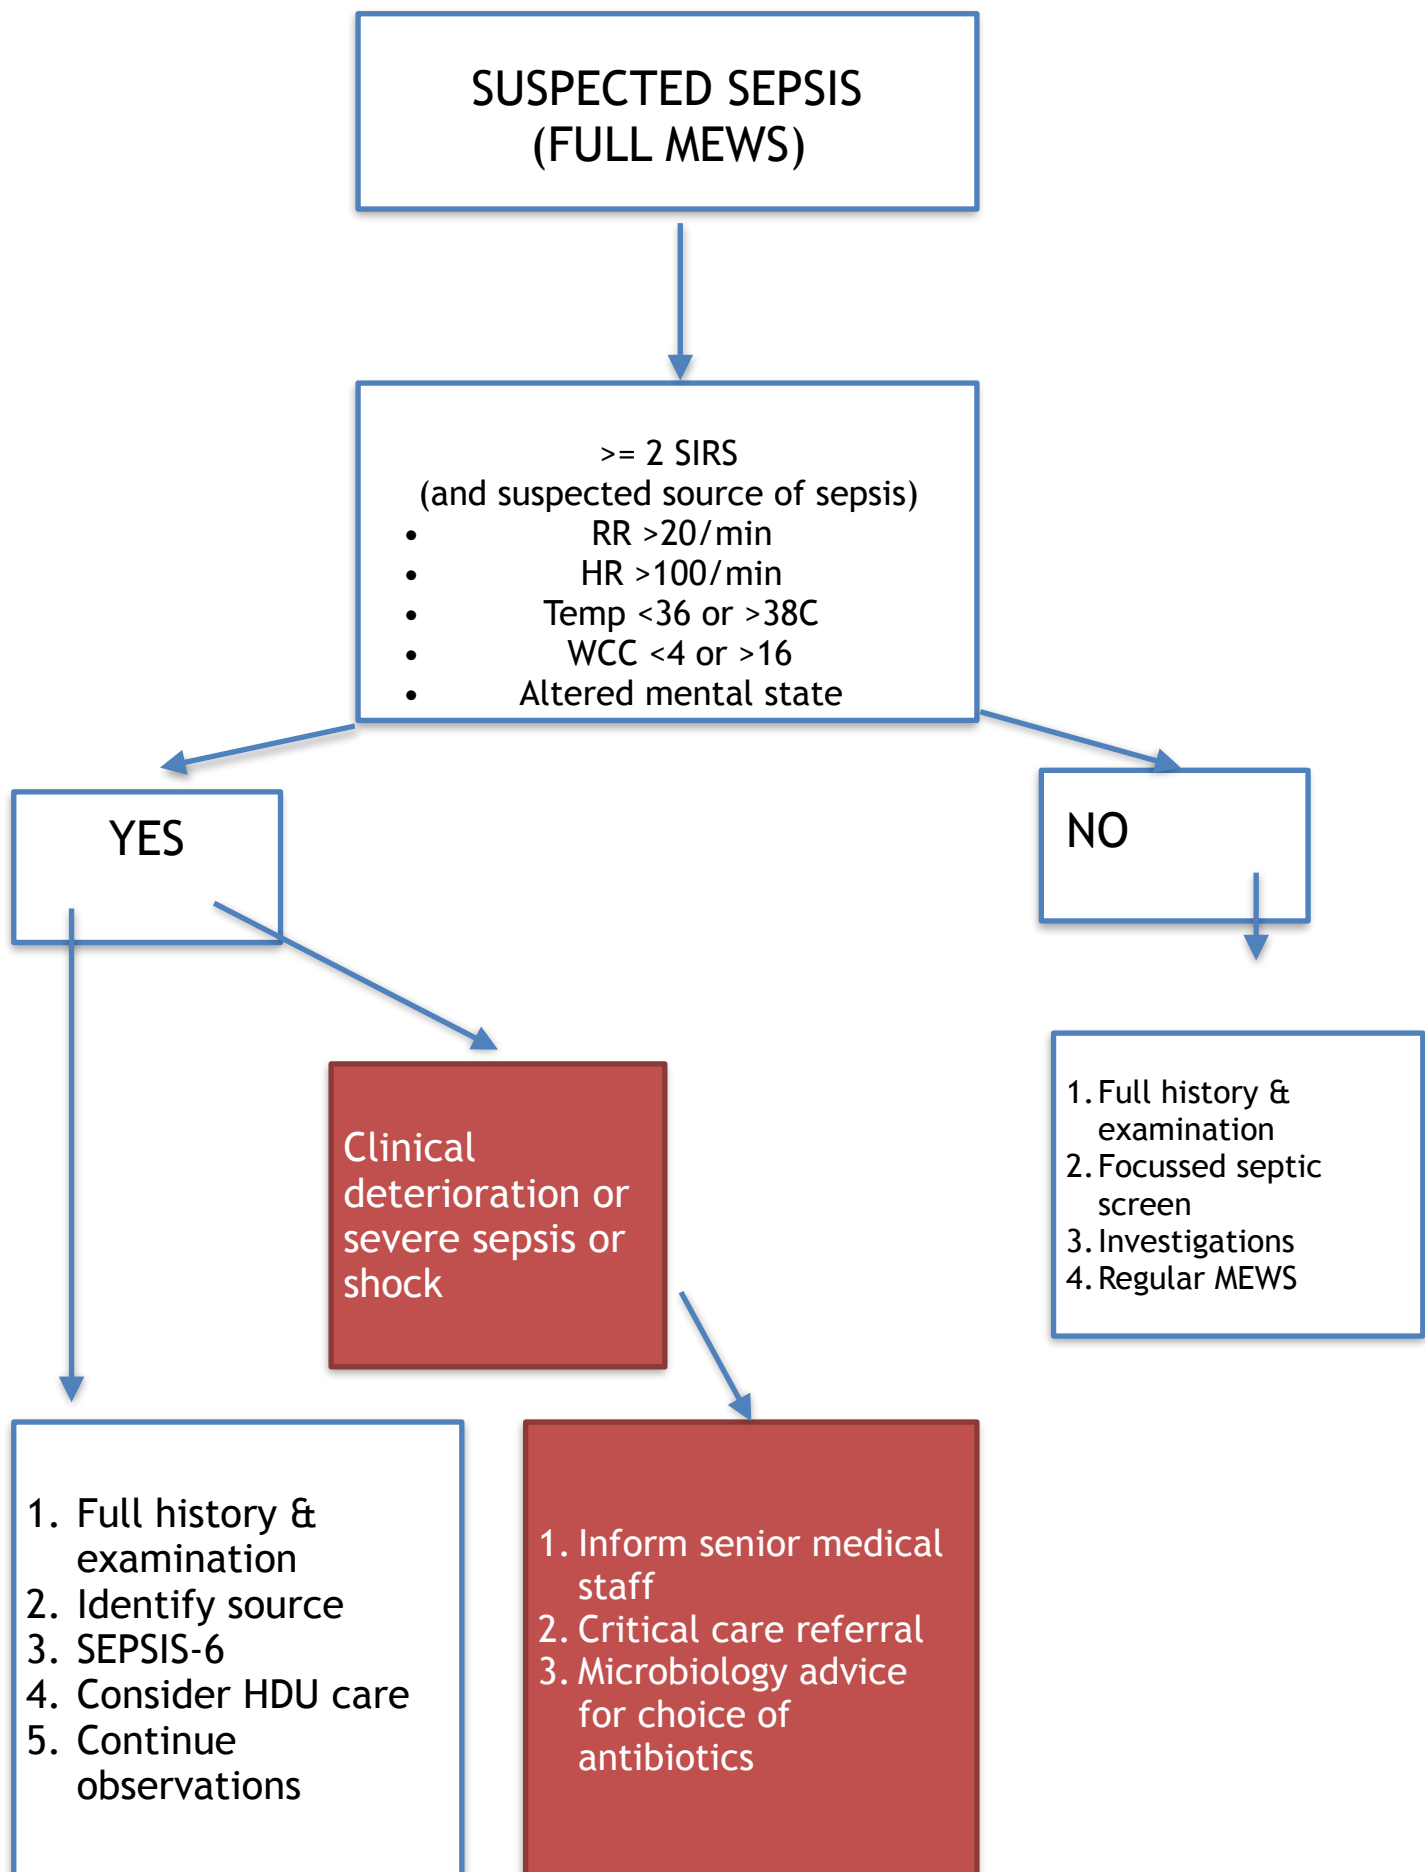 SUSPECTED SEPSIS
(FULL MEWS)
>= 2 SIRS
(and suspected source of sepsis)
• RR >20/min
• HR >100/min
• Temp <36 or >38C
• WCC <4 or >16
• Altered mental state
YES
NO
Clinical
deterioration or
severe sepsis or
shock
1. Full history &
examination
2. Focussed septic
screen
3. Investigations
4. Regular MEWS
1. Full history &
examination
2. Identify source
3. SEPSIS-6
4. Consider HDU care
5. Continue
observations
1. Inform senior medical
staff
2. Critical care referral
3. Microbiology advice
for choice of
antibiotics